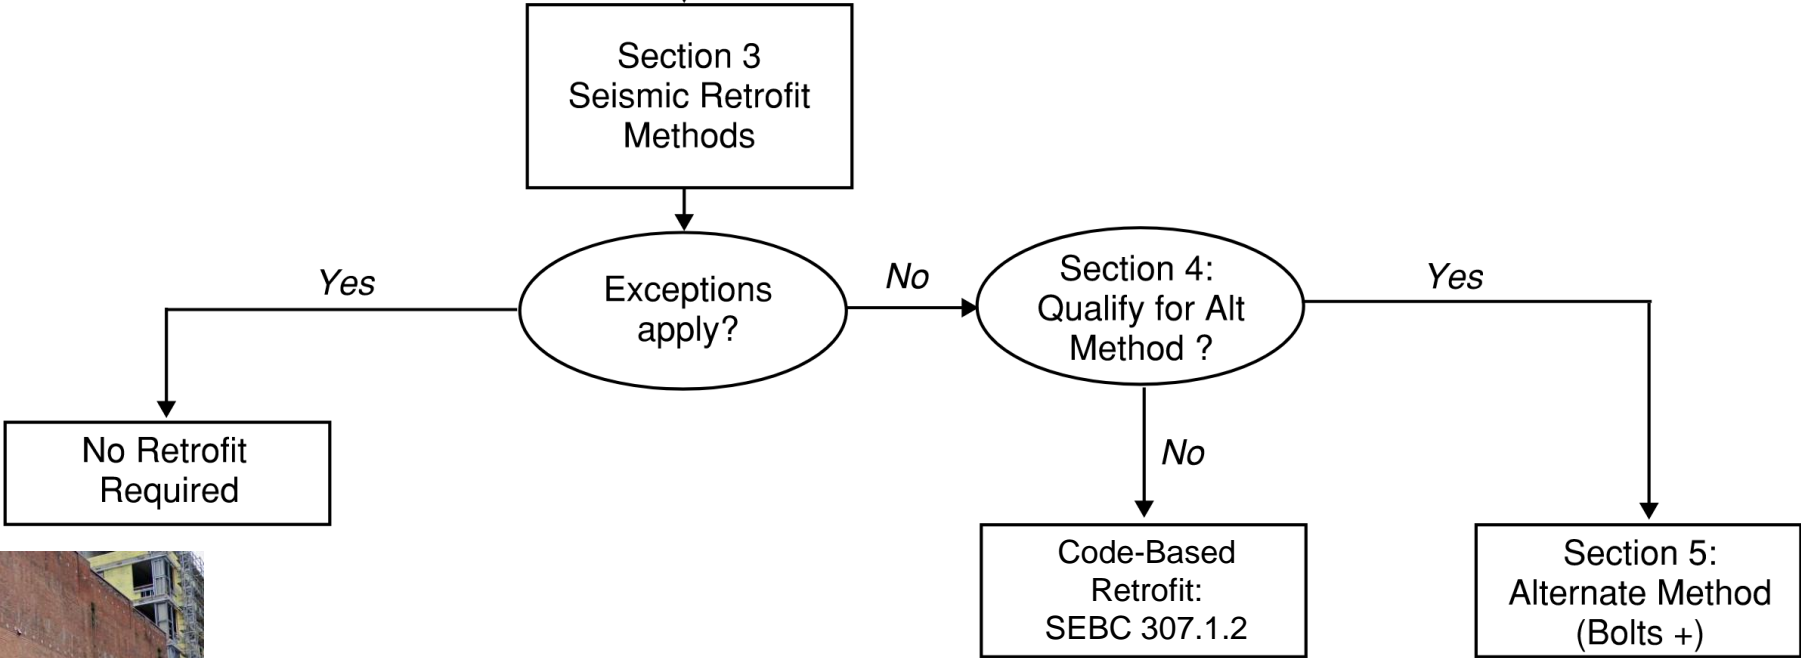 Section 3
Seismic Retrofit
Methods
Yes
Exceptions
apply?
No
Section 4:
Qualify for Alt
Method ?
Yes
No Retrofit
Required
No
Code-Based
Retrofit:
SEBC 307.1.2
Section 5:
Alternate Method
(Bolts +)